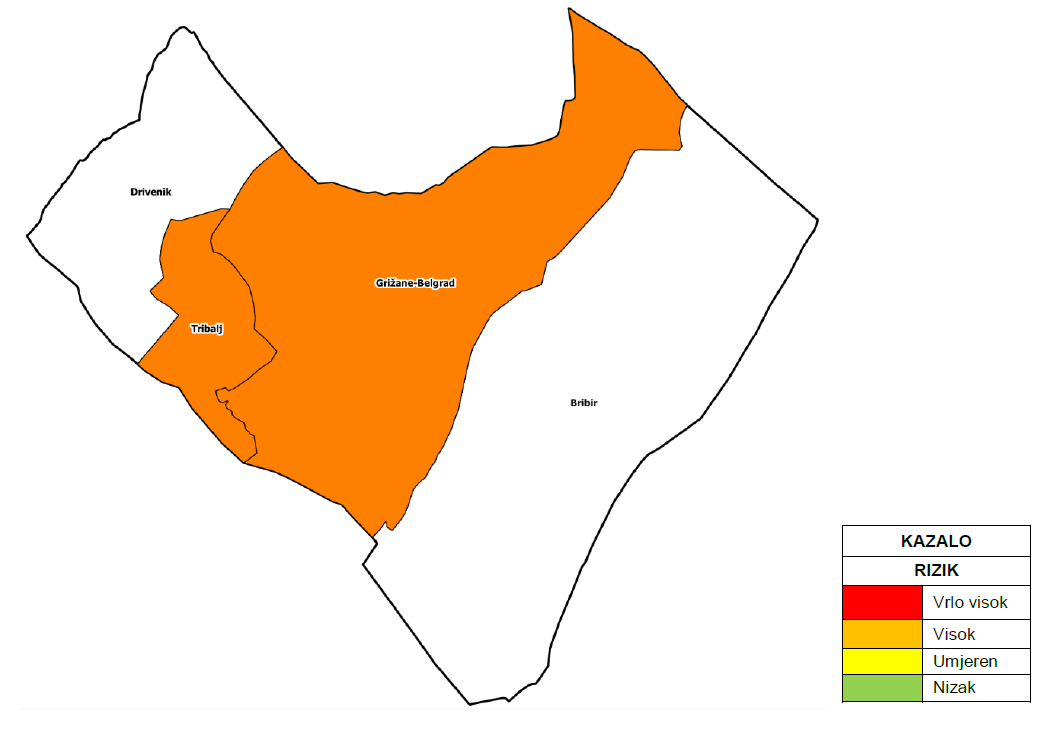 Drivenik
Grižane-Belgrad
Tribalj
Bribir
KAZALO
RIZIK
Vrlo visok
Visok
Umjeren
Nizak